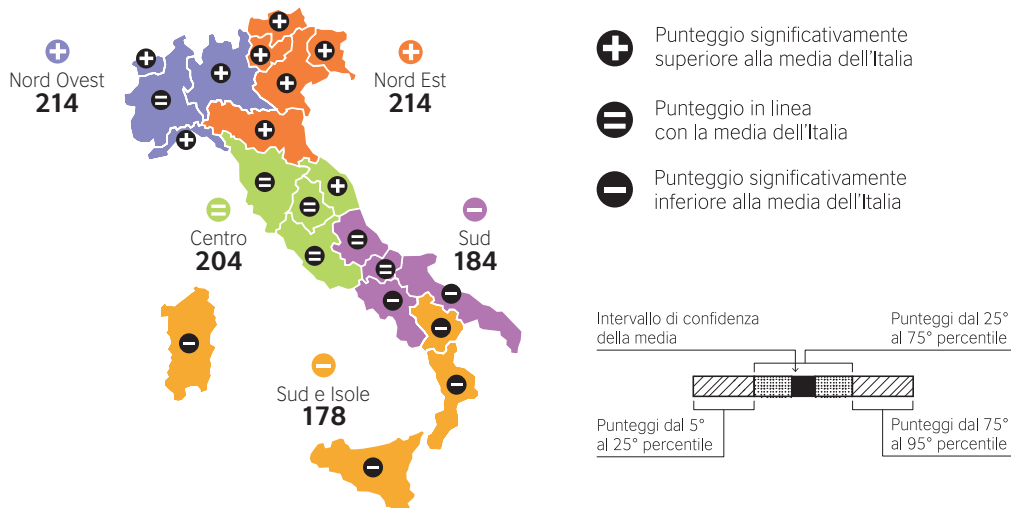 Nord Ovest
214
Nord Est
214
Centro
204
Sud
184
Sud e Isole
178
Punteggio significativamente
superiore alla media dell'Italia
Punteggio in linea
con la media dell'Italia
Punteggio significativamente
inferiore alla media dell'Italia
Intervallo di confidenza
della media
Punteggi dal 25°
al 75° percentile
Punteggi dal 5°
al 25° percentile
Punteggi dal 75°
al 95° percentile